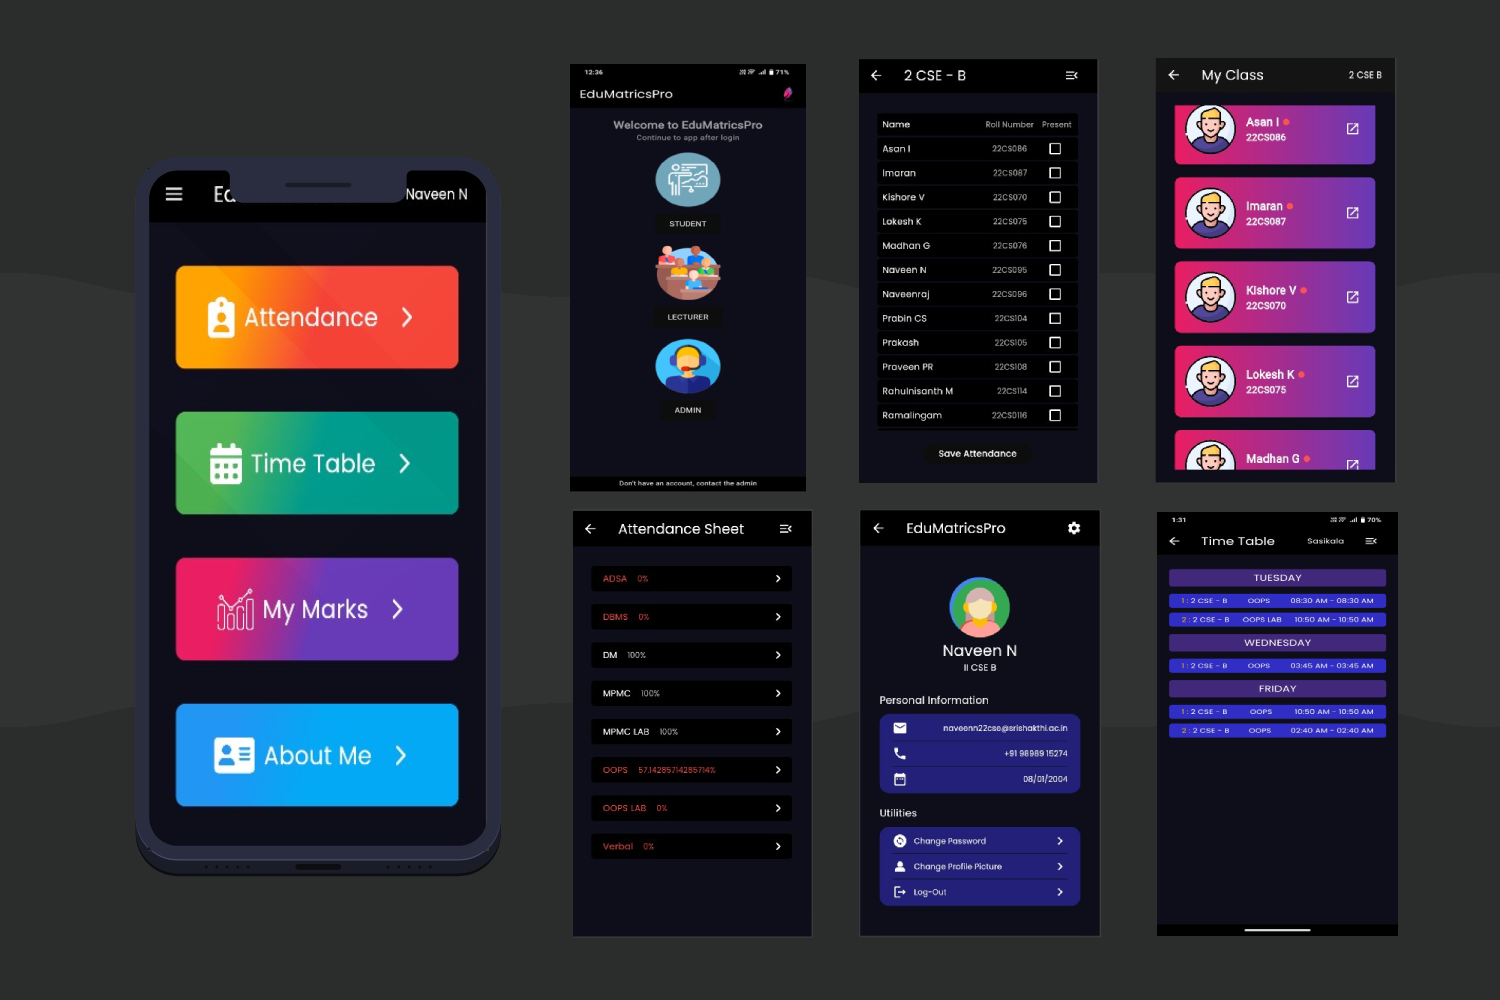 Ed
Naveen N
Attendance
Time Table
My Marks
About Me
12:36
71%
EduMatricsPro
Welcome to EduMatricsPro
Continue to app after login
STUDENT
LECTURER
ADMIN
Don't have an account, contact the admin
2 CSE - B
Name Roll Number Present
Asan I 22CS086
Imaran 22CS087
Kishore V 22CS070
Lokesh K 22CS075
Madhan G 22CS076
Naveen N 22CS095
Naveenraj 22CS096
Prabin CS 22CS104
Prakash 22CS105
Praveen PR 22CS108
Rahulnisanth M 22CS114
Ramalingam 22CS0116
Save Attendance
My Class 2 CSE B
Asan I
22CS086
Imaran
22CS087
Kishore V
22CS070
Lokesh K
22CS075
Madhan G
Attendance Sheet
ADSA 0%
DBMS 0%
DM 100%
MPMC 100%
MPMC LAB 100%
OOPS 57.14285714285714%
OOPS LAB 0%
Verbal 0%
EduMatricsPro
Naveen N
II CSE B
Personal Information
naveenn22cse@srishakthi.ac.in
+91 98989 15274
08/01/2004
Utilities
Change Password
Change Profile Picture
Log-Out
1:31
70%
Time Table Sasikala
TUESDAY
1 : 2 CSE - B OOPS 08:30 AM - 08:30 AM
2 : 2 CSE - B OOPS LAB 10:50 AM - 10:50 AM
WEDNESDAY
1 : 2 CSE - B OOPS 03:45 AM - 03:45 AM
FRIDAY
1 : 2 CSE - B OOPS 10:50 AM - 10:50 AM
2 : 2 CSE - B OOPS 02:40 AM - 02:40 AM